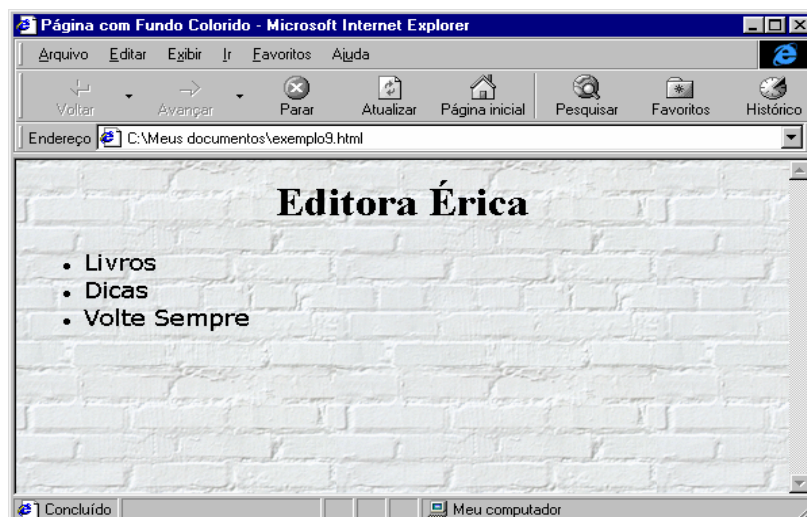 Página com Fundo Colorido - Microsoft Internet Explorer
Arquivo Editar Exibir Ir Favoritos Ajuda
Voltar Avançar Parar Atualizar Página inicial Pesquisar Favoritos Histórico
Endereço C:\Meus documentos\exemplo9.html
Editora Érica
• Livros
• Dicas
• Volte Sempre
Concluído Meu computador